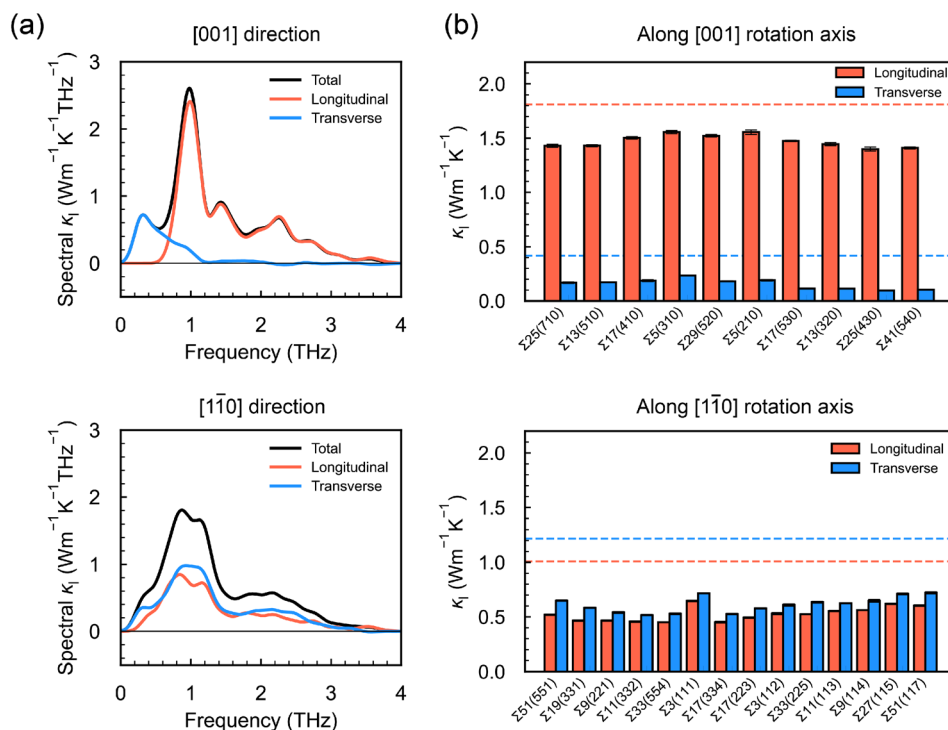 (a)
[001] direction
Spectral κl (Wm−1K−1THz−1)
3
2
1
0
Total
Longitudinal
Transverse
0 1 2 3 4
Frequency (THz)
[11̅0] direction
Spectral κl (Wm−1K−1THz−1)
3
2
1
0
Total
Longitudinal
Transverse
0 1 2 3 4
Frequency (THz)
(b)
Along [001] rotation axis
κl (Wm−1K−1)
2.0
1.5
1.0
0.5
0.0
Longitudinal
Transverse
Σ25(710)
Σ13(510)
Σ17(410)
Σ5(310)
Σ29(520)
Σ5(210)
Σ17(530)
Σ13(320)
Σ25(430)
Σ41(540)
Along [11̅0] rotation axis
κl (Wm−1K−1)
2.0
1.5
1.0
0.5
0.0
Longitudinal
Transverse
Σ51(551)
Σ19(331)
Σ9(221)
Σ11(332)
Σ33(554)
Σ3(111)
Σ17(334)
Σ17(223)
Σ3(112)
Σ33(225)
Σ11(113)
Σ9(114)
Σ27(115)
Σ51(117)